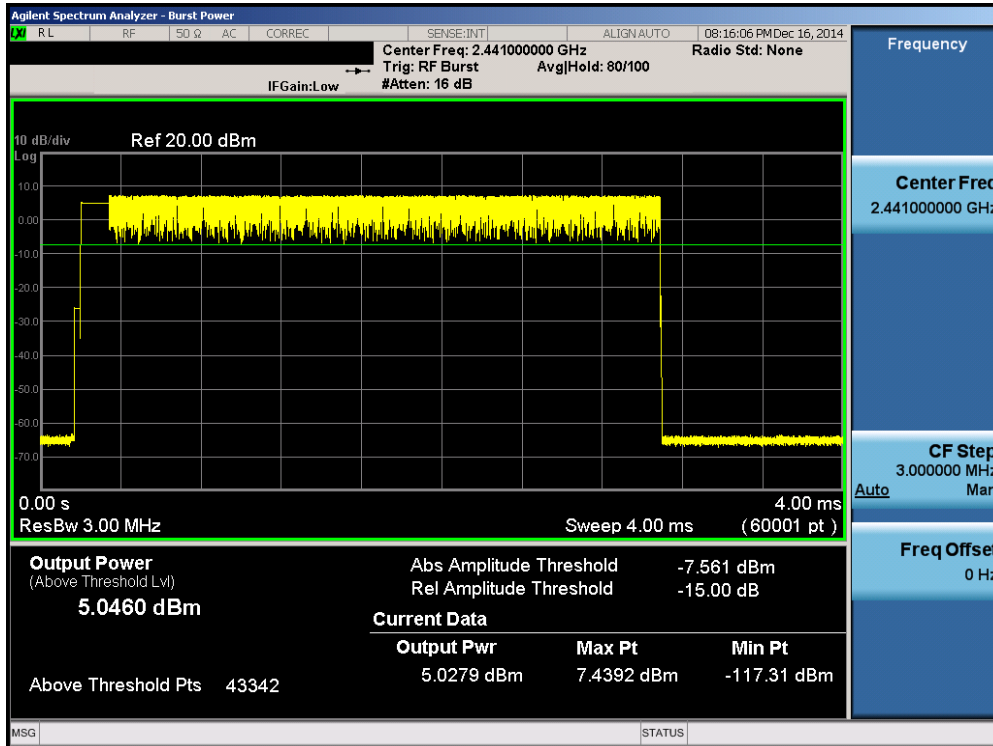 Agilent Spectrum Analyzer - Burst Power
LXI RL RF 50 Ω AC CORREC SENSE:INT ALIGNAUTO 08:16:06 PMDec 16, 2014
Center Freq: 2.441000000 GHz Radio Std: None
Trig: RF Burst Avg|Hold: 80/100
IFGain:Low #Atten: 16 dB
Frequency
10 dB/div Ref 20.00 dBm
Log
10.0
0.00
-10.0
-20.0
-30.0
-40.0
-50.0
-60.0
-70.0
0.00 s 4.00 ms
ResBw 3.00 MHz Sweep 4.00 ms (60001 pt)
Center Freq
2.441000000 GHz
CF Step
3.000000 MHz
Auto Man
Freq Offset
0 Hz
Output Power
(Above Threshold Lvl)
5.0460 dBm
Above Threshold Pts 43342
Abs Amplitude Threshold -7.561 dBm
Rel Amplitude Threshold -15.00 dB
Current Data
Output Pwr Max Pt Min Pt
5.0279 dBm 7.4392 dBm -117.31 dBm
MSG STATUS